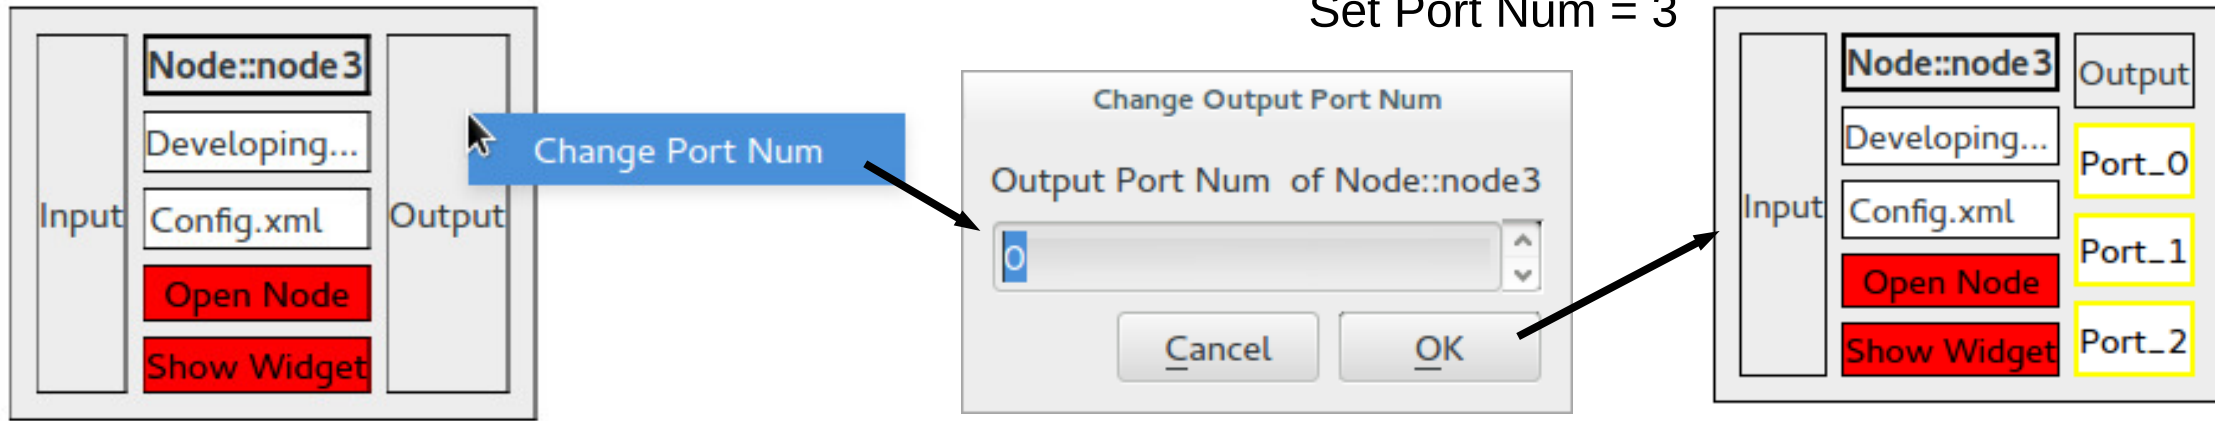 Input
Node::node3
Developing...
Config.xml
Open Node
Show Widget
Output
Change Port Num
Set Port Num = 3
Change Output Port Num
Output Port Num of Node::node3
0
Cancel
OK
Input
Node::node3
Developing...
Config.xml
Open Node
Show Widget
Output
Port_0
Port_1
Port_2